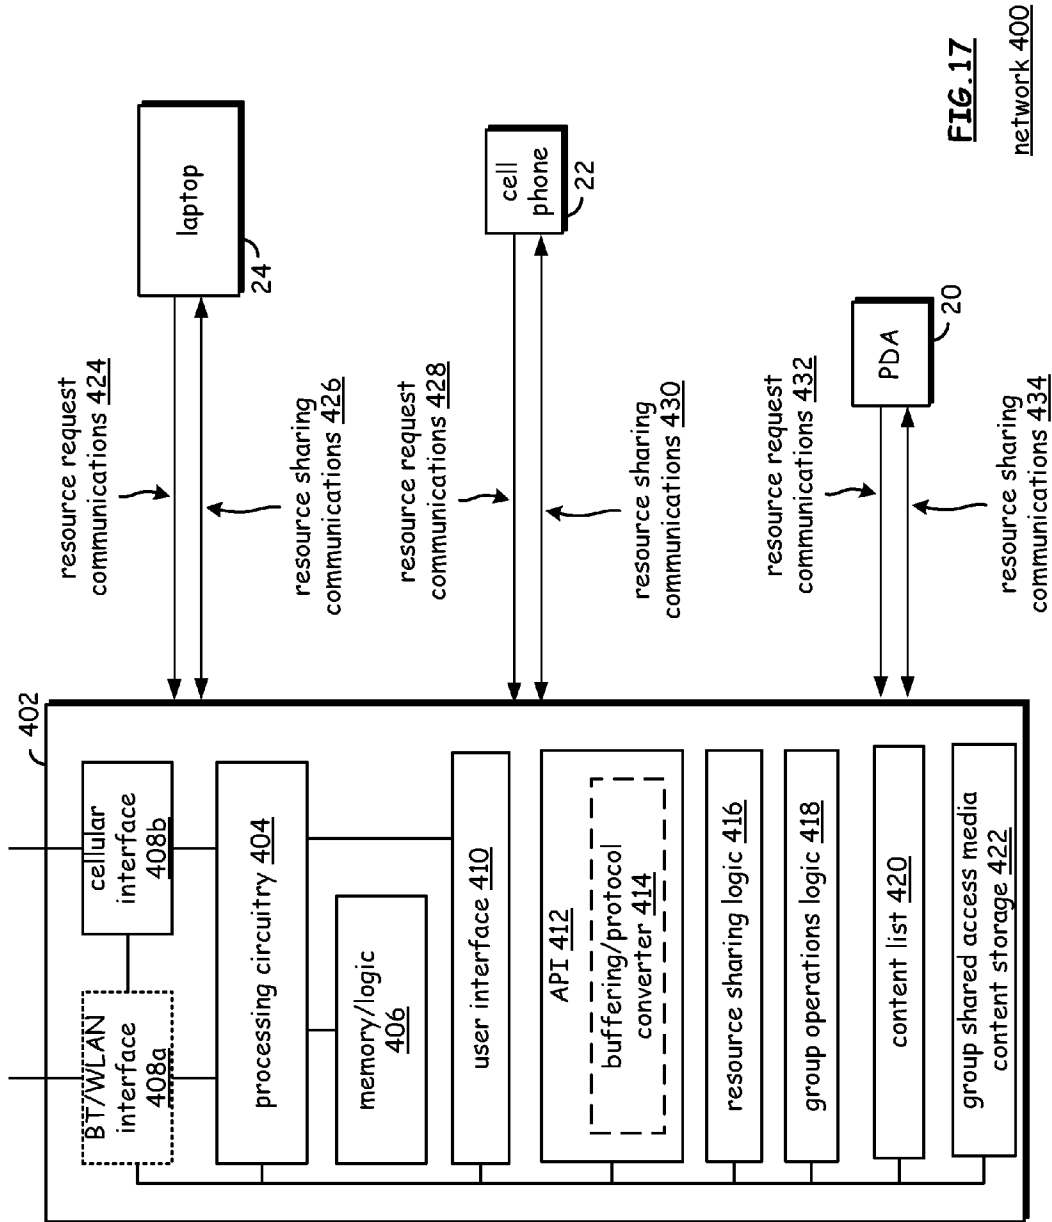 402
BT/WLAN
interface
408a
cellular
interface
408b
processing circuitry 404
memory/logic
406
user interface 410
API 412
buffering/protocol
converter 414
resource sharing logic 416
group operations logic 418
content list 420
group shared access media
content storage 422
resource request
communications 424
resource sharing
communications 426
laptop
24
resource request
communications 428
resource sharing
communications 430
cell
phone
22
resource request
communications 432
resource sharing
communications 434
PDA
20
FIG.17
network 400